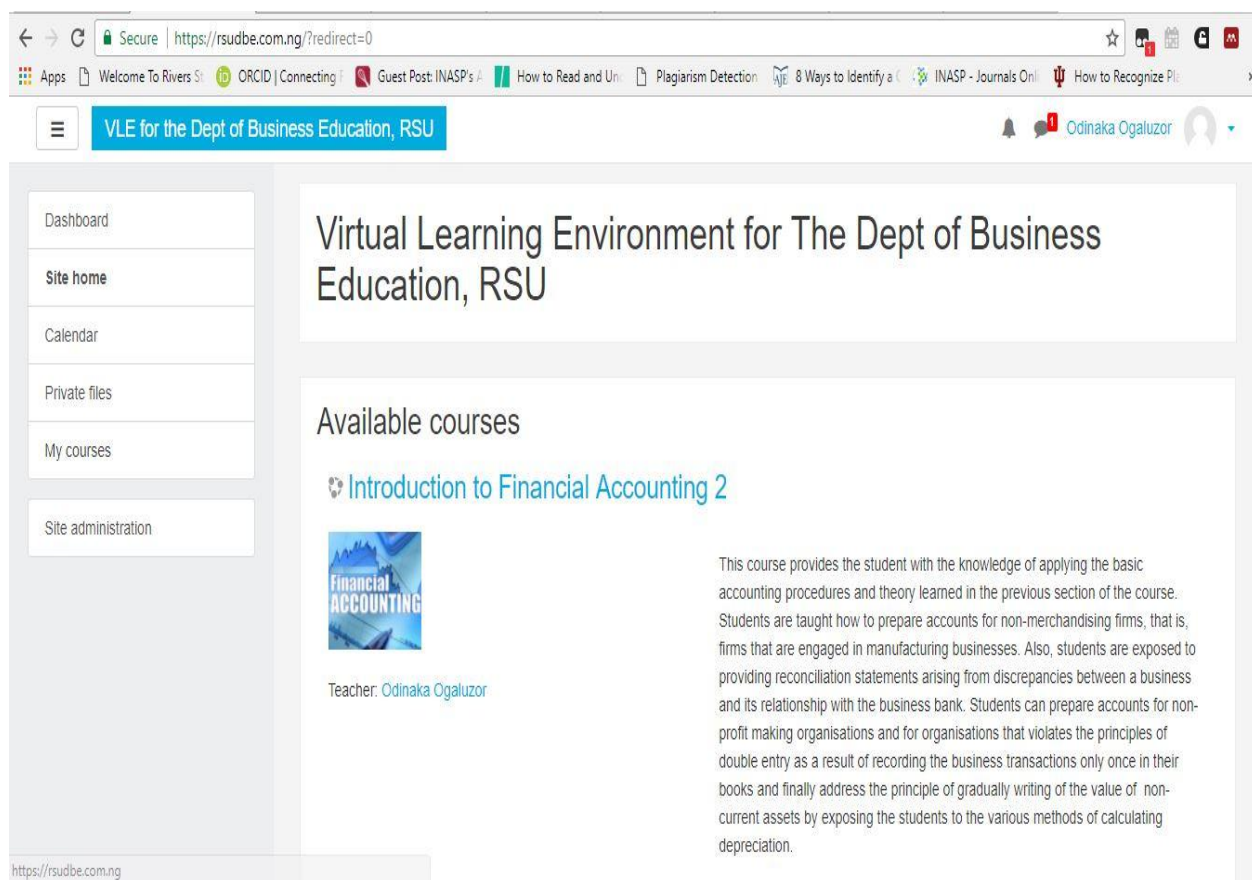 Secure | https://rsudbe.com.ng/?redirect=0
Apps Welcome To Rivers St ORCID | Connecting Guest Post: INASP's How to Read and Un Plagiarism Detection AJE 8 Ways to Identify a INASP - Journals Onl How to Recognize Pla
VLE for the Dept of Business Education, RSU
1 Odinaka Ogaluzor
Dashboard
Site home
Calendar
Private files
My courses
Site administration
Virtual Learning Environment for The Dept of Business
Education, RSU
Available courses
Introduction to Financial Accounting 2
Financial
ACCOUNTING
Teacher: Odinaka Ogaluzor
This course provides the student with the knowledge of applying the basic
accounting procedures and theory learned in the previous section of the course.
Students are taught how to prepare accounts for non-merchandising firms, that is,
firms that are engaged in manufacturing businesses. Also, students are exposed to
providing reconciliation statements arising from discrepancies between a business
and its relationship with the business bank. Students can prepare accounts for non-
profit making organisations and for organisations that violates the principles of
double entry as a result of recording the business transactions only once in their
books and finally address the principle of gradually writing of the value of non-
current assets by exposing the students to the various methods of calculating
depreciation.
https://rsudbe.com.ng